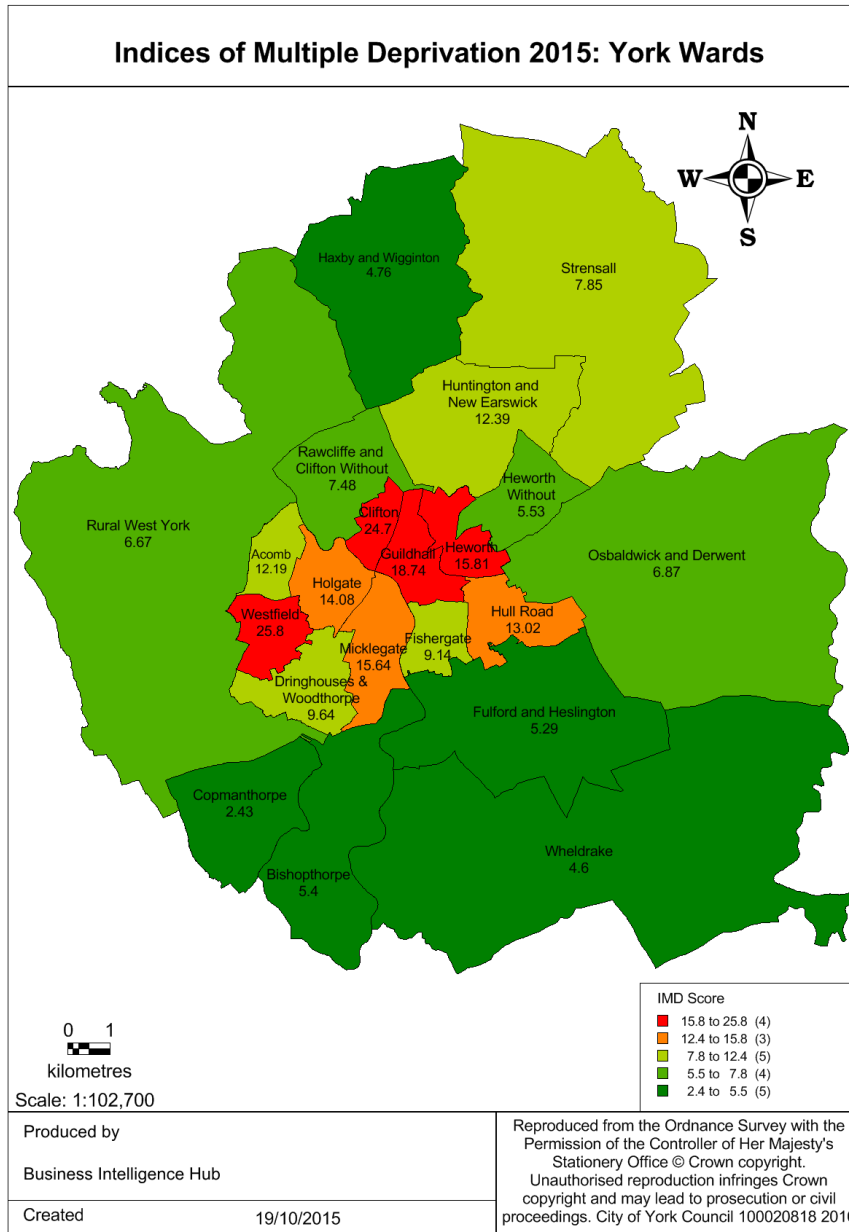 Indices of Multiple Deprivation 2015: York Wards
N
W
E
S
Haxby and Wigginton
4.76
Strensall
7.85
Huntington and
New Earswick
12.39
Rawcliffe and
Clifton Without
7.48
Heworth
Without
5.53
Rural West York
6.67
Clifton
24.7
Guildhall
18.74
Heworth
15.81
Osbaldwick and Derwent
6.87
Acomb
12.19
Holgate
14.08
Westfield
25.8
Micklegate
15.64
Fishergate
9.14
Hull Road
13.02
Dringhouses &
Woodthorpe
9.64
Fulford and Heslington
5.29
Copmanthorpe
2.43
Bishopthorpe
5.4
Wheldrake
4.6
IMD Score
15.8 to 25.8 (4)
12.4 to 15.8 (3)
7.8 to 12.4 (5)
5.5 to 7.8 (4)
2.4 to 5.5 (5)
0 1
kilometres
Scale: 1:102,700
Produced by
Business Intelligence Hub
Created 19/10/2015
Reproduced from the Ordnance Survey with the
Permission of the Controller of Her Majesty's
Stationery Office © Crown copyright.
Unauthorised reproduction infringes Crown
copyright and may lead to prosecution or civil
proceedings. City of York Council 100020818 2016